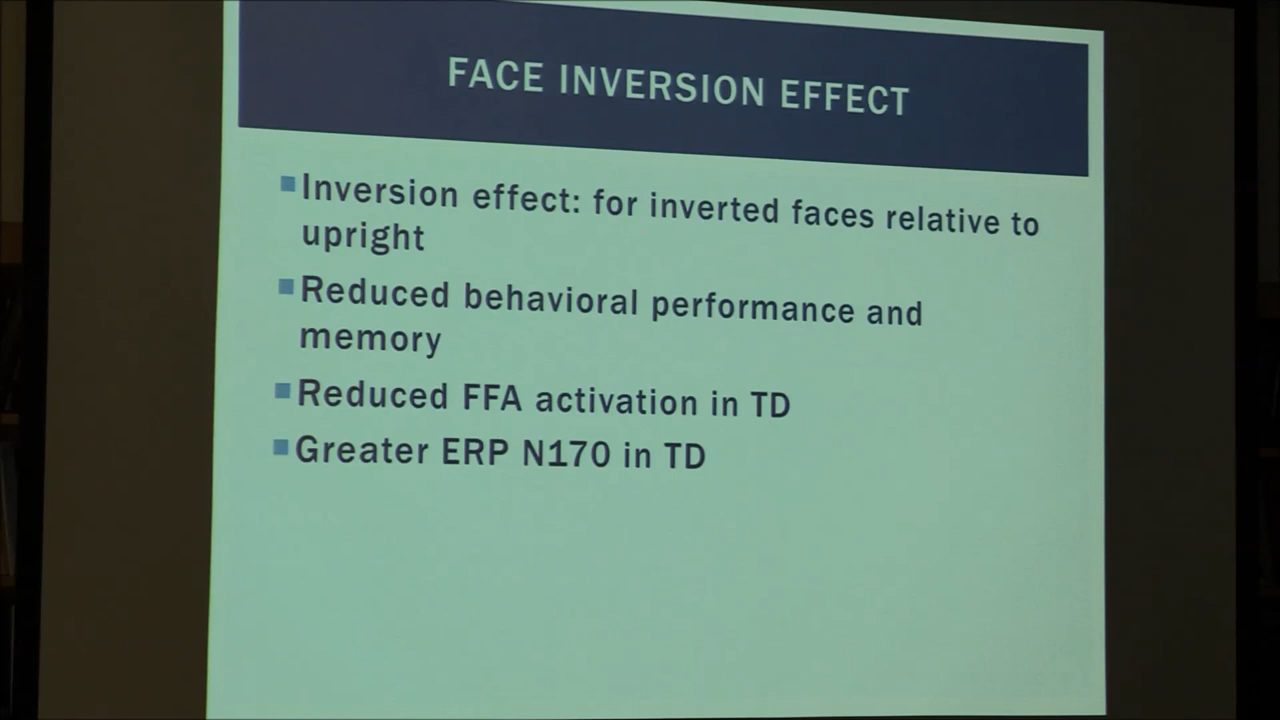 FACE INVERSION EFFECT
Inversion effect: for inverted faces relative to
upright
Reduced behavioral performance and
memory
Reduced FFA activation in TD
Greater ERP N170 in TD